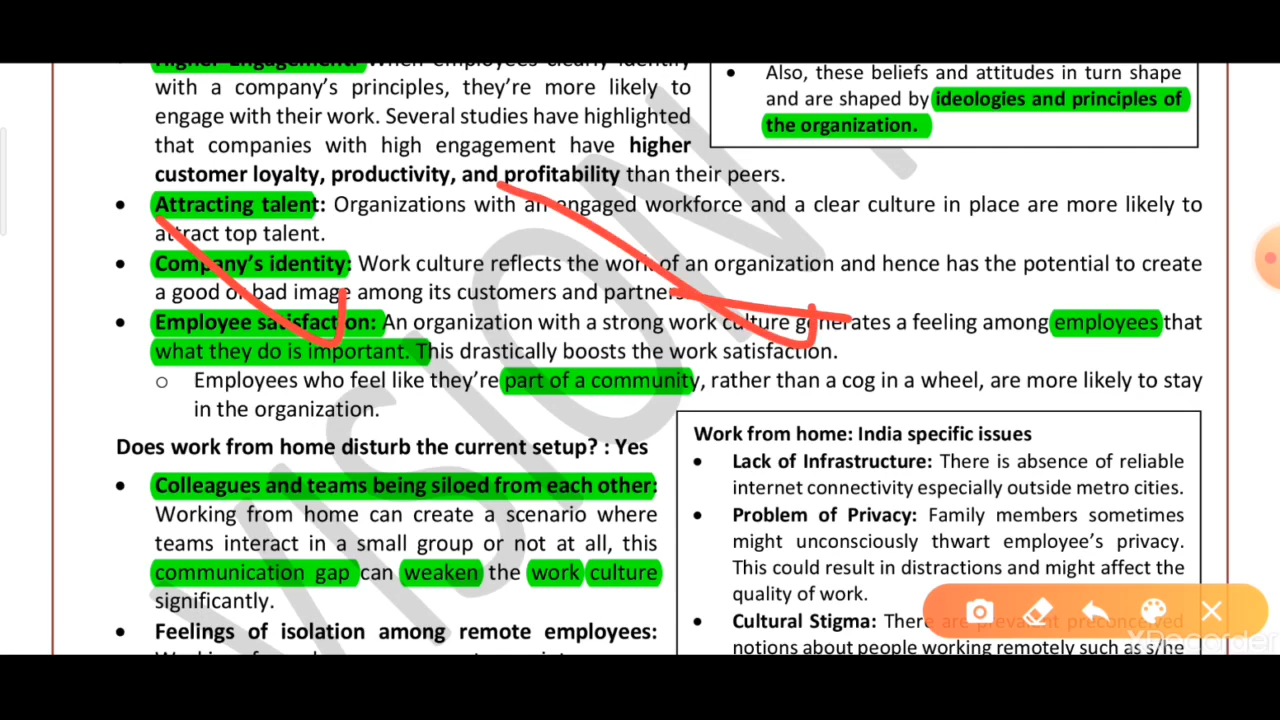 Higher Engagement: When employees clearly identify
with a company's principles, they're more likely to
engage with their work. Several studies have highlighted
that companies with high engagement have higher
customer loyalty, productivity, and profitability than their peers.
Also, these beliefs and attitudes in turn shape
and are shaped by ideologies and principles of
the organization.
• Attracting talent: Organizations with an engaged workforce and a clear culture in place are more likely to
attract top talent.
• Company's identity: Work culture reflects the work of an organization and hence has the potential to create
a good or bad image among its customers and partners.
• Employee satisfaction: An organization with a strong work culture generates a feeling among employees that
what they do is important. This drastically boosts the work satisfaction.
o Employees who feel like they're part of a community, rather than a cog in a wheel, are more likely to stay
in the organization.
Does work from home disturb the current setup? : Yes
• Colleagues and teams being siloed from each other:
Working from home can create a scenario where
teams interact in a small group or not at all, this
communication gap can weaken the work culture
significantly.
• Feelings of isolation among remote employees:
Work from home: India specific issues
• Lack of Infrastructure: There is absence of reliable
internet connectivity especially outside metro cities.
• Problem of Privacy: Family members sometimes
might unconsciously thwart employee's privacy.
This could result in distractions and might affect the
quality of work.
• Cultural Stigma: There are prevalent preconceived
notions about people working remotely such as s/he
VISION
XRecorder